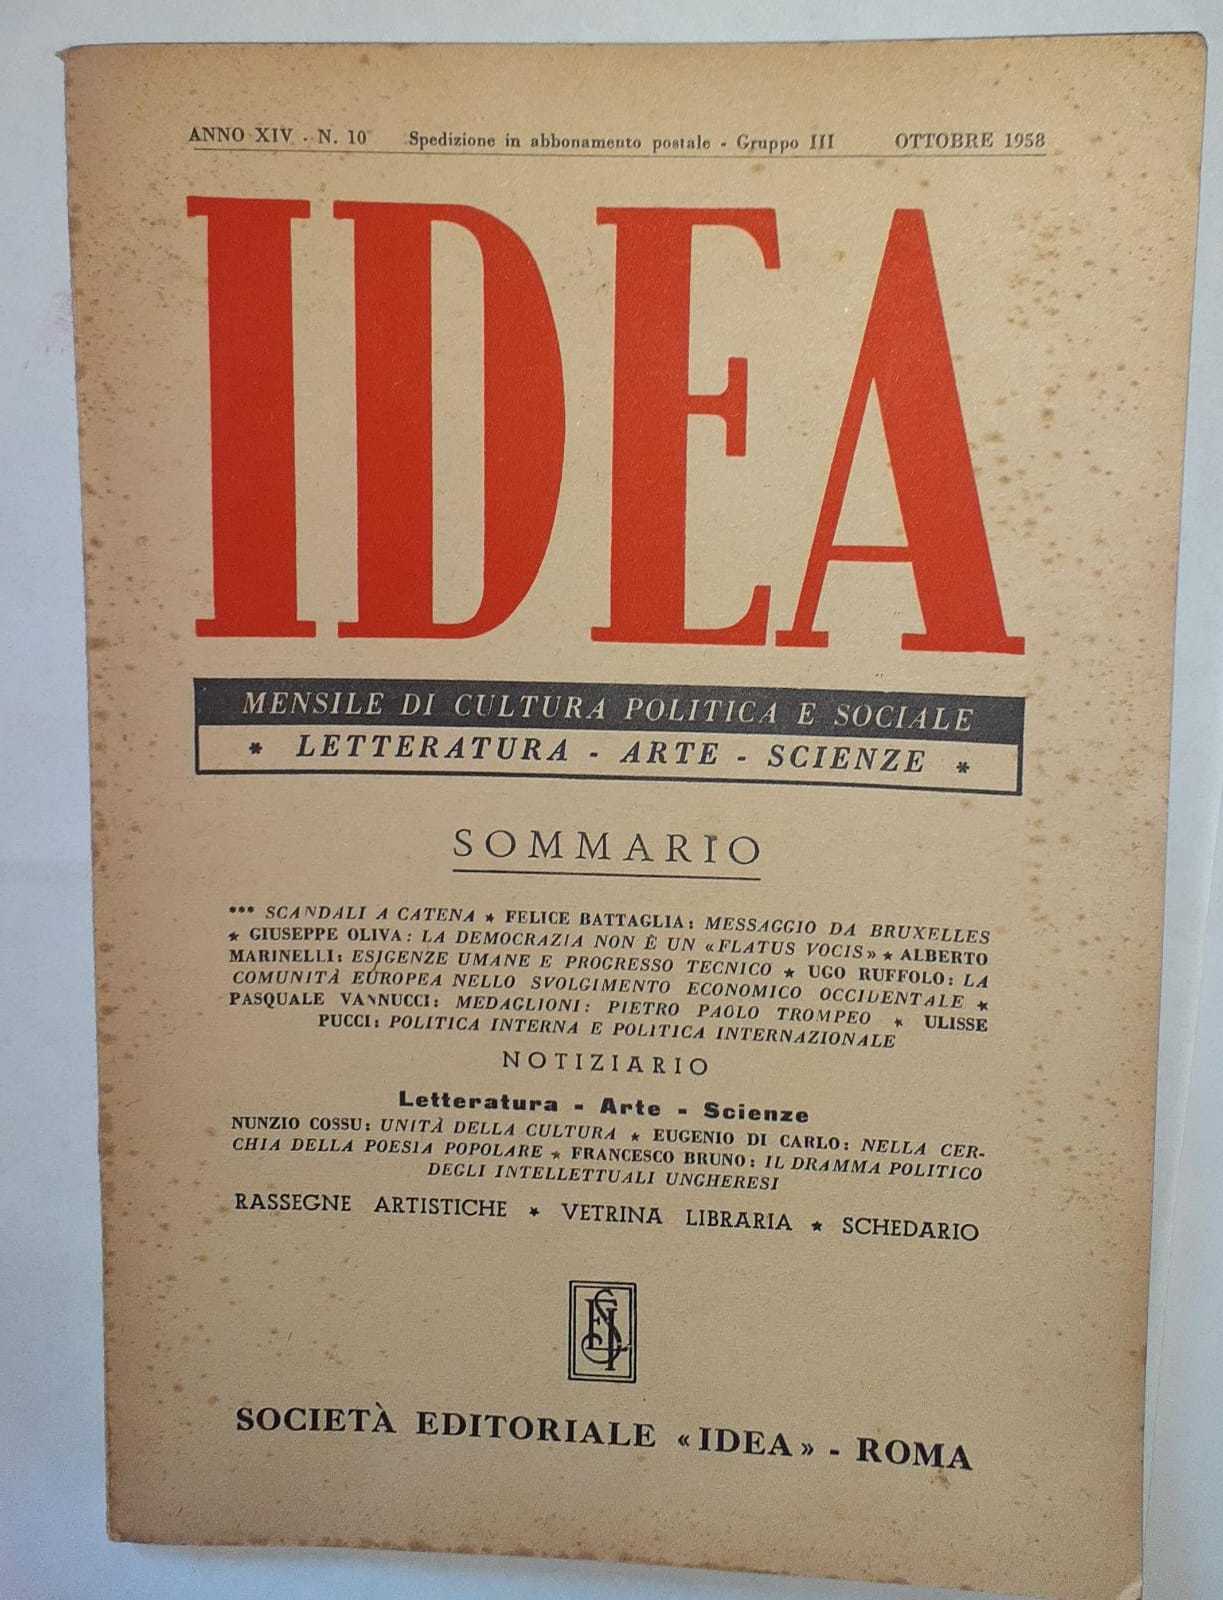 ANNO XIV - N. 10 Spedizione in abbonamento postale - Gruppo III OTTOBRE 1958
IDEA
MENSILE DI CULTURA POLITICA E SOCIALE
* LETTERATURA - ARTE - SCIENZE *
SOMMARIO
*** SCANDALI A CATENA ★ FELICE BATTAGLIA: MESSAGGIO DA BRUXELLES
★ GIUSEPPE OLIVA: LA DEMOCRAZIA NON È UN «FLATUS VOCIS» ★ ALBERTO
MARINELLI: ESIGENZE UMANE E PROGRESSO TECNICO ★ UGO RUFFOLO: LA
COMUNITÀ EUROPEA NELLO SVOLGIMENTO ECONOMICO OCCIDENTALE ★
PASQUALE VANNUCCI: MEDAGLIONI: PIETRO PAOLO TROMPEO ★ ULISSE
PUCCI: POLITICA INTERNA E POLITICA INTERNAZIONALE
NOTIZIARIO
Letteratura - Arte - Scienze
NUNZIO COSSU: UNITÀ DELLA CULTURA ★ EUGENIO DI CARLO: NELLA CER-
CHIA DELLA POESIA POPOLARE ★ FRANCESCO BRUNO: IL DRAMMA POLITICO
DEGLI INTELLETTUALI UNGHERESI
RASSEGNE ARTISTICHE ★ VETRINA LIBRARIA ★ SCHEDARIO
SOCIETÀ EDITORIALE «IDEA» - ROMA